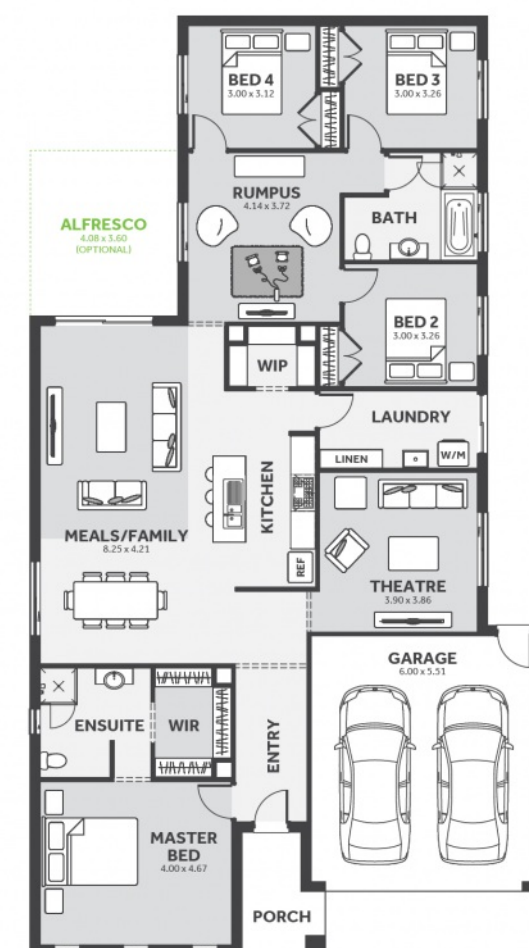 BED 4
3.00 x 3.12
BED 3
3.00 x 3.26
RUMPUS
4.14 x 3.72
BATH
ALFRESCO
4.08 x 3.60
(OPTIONAL)
BED 2
3.00 x 3.26
WIP
LAUNDRY
LINEN
W/M
KITCHEN
MEALS/FAMILY
8.25 x 4.21
REF
THEATRE
3.90 x 3.86
GARAGE
6.00 x 5.51
ENSUITE
WIR
ENTRY
MASTER
BED
4.00 x 4.67
PORCH